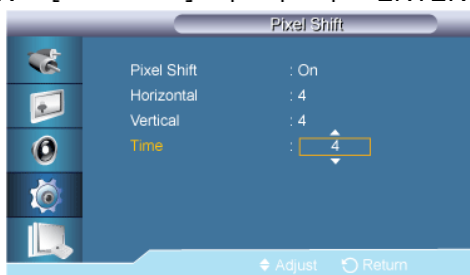 Pixel Shift
Pixel Shift : On
Horizontal : 4
Vertical : 4
Time : 4
Adjust Return